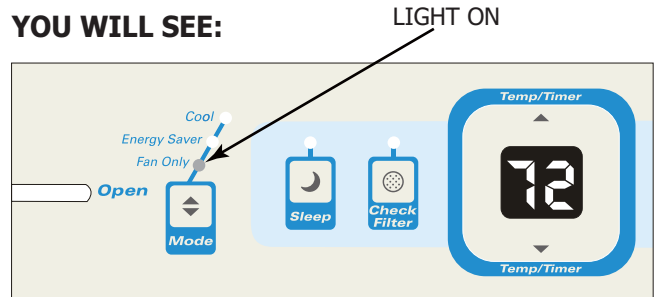 YOU WILL SEE:
LIGHT ON
Temp/Timer
Cool
Energy Saver
Fan Only
Open
72
Sleep
Check
Filter
Mode
Temp/Timer